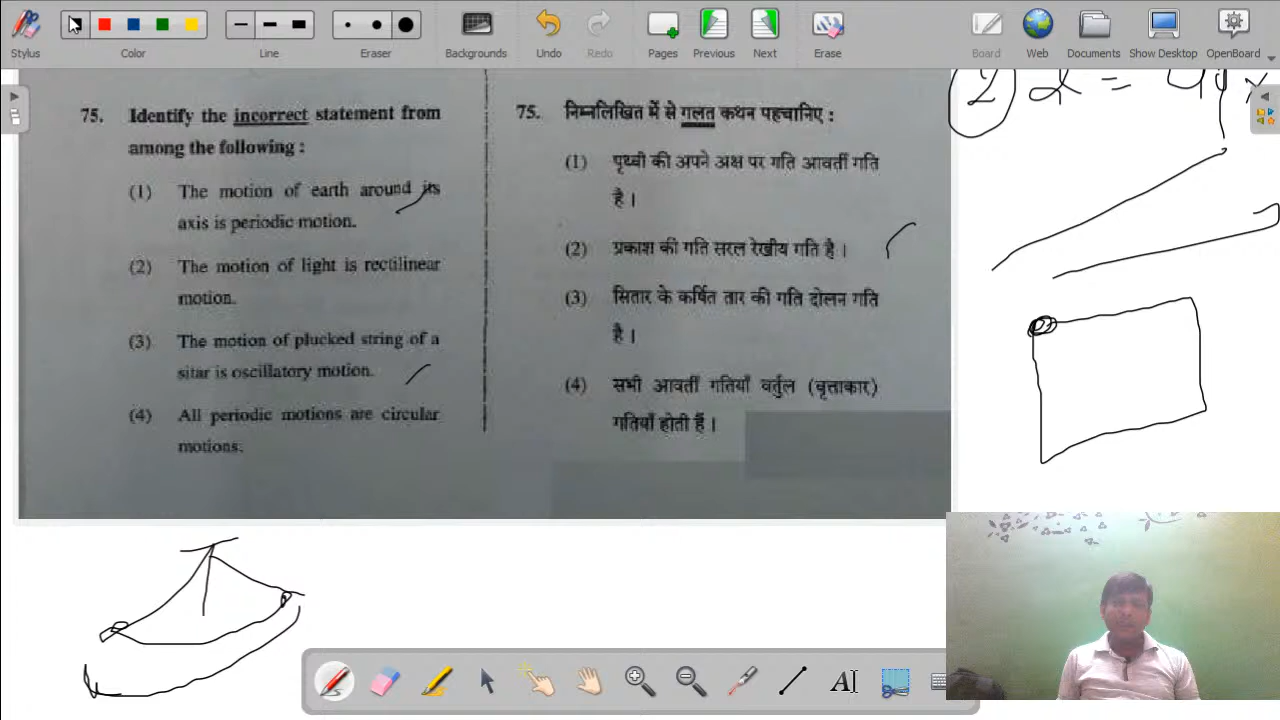 Stylus
Color
Line
Eraser
Backgrounds
Undo
Redo
Pages
Previous
Next
Erase
Board
Web
Documents
Show Desktop
OpenBoard
75. Identify the incorrect statement from
among the following :
(1) The motion of earth around its
axis is periodic motion.
(2) The motion of light is rectilinear
motion.
(3) The motion of plucked string of a
sitar is oscillatory motion.
(4) All periodic motions are circular
motions.
75. निम्नलिखित में से गलत कथन पहचानिए :
(1) पृथ्वी की अपने अक्ष पर गति आवर्ती गति
है ।
(2) प्रकाश की गति सरल रेखीय गति है ।
(3) सितार के कर्षित तार की गति दोलन गति
है ।
(4) सभी आवर्ती गतियाँ वर्तुल (वृत्ताकार)
गतियाँ होती हैं ।
2